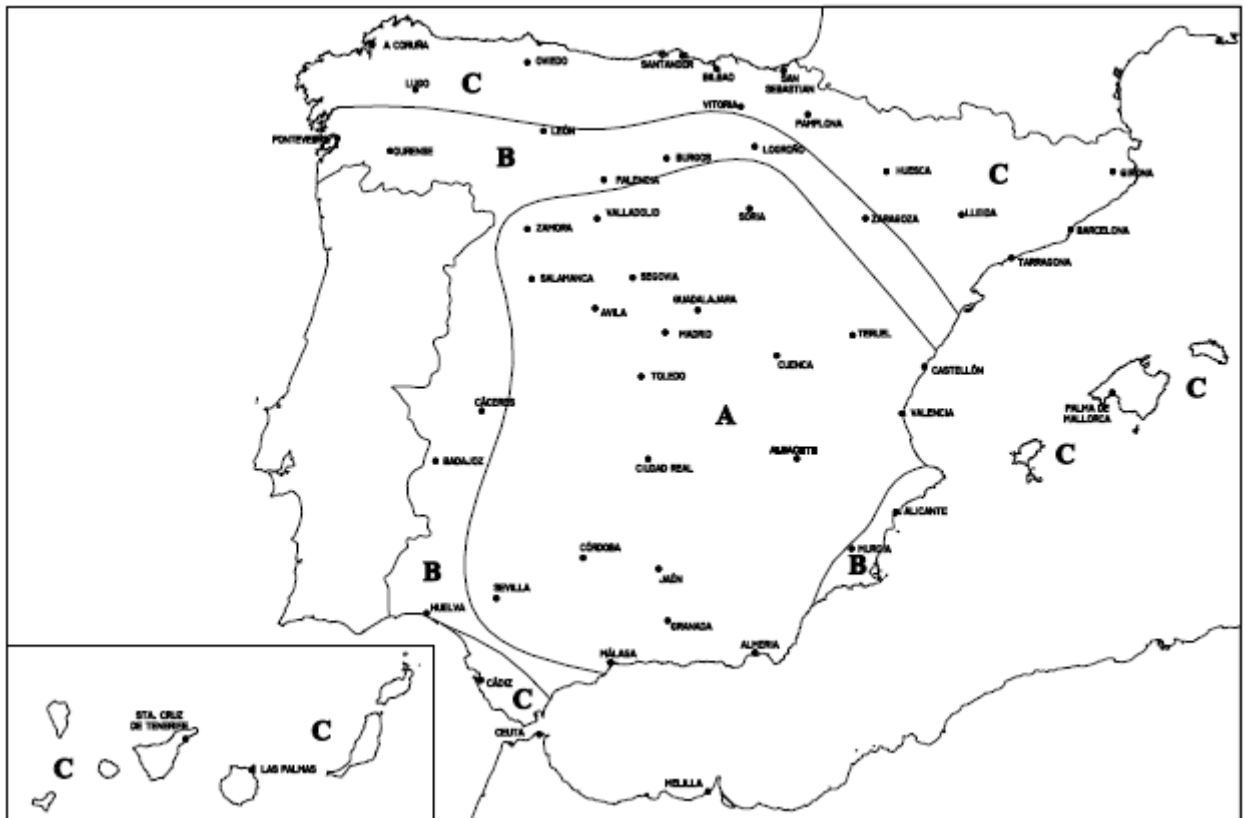 A CORUÑA
OVIEDO
SANTANDER
BILBAO
SAN
SEBASTIAN
LUGO
C
VITORIA
PAMPLONA
PONTEVEDRA
LEÓN
OURENSE
B
BURGOS
LOGROÑO
PALENCIA
HUESCA
C
GIRONA
ZAMORA
VALLADOLID
SORIA
ZARAGOZA
LLEIDA
BARCELONA
TARRAGONA
SALAMANCA
SEGOVIA
AVILA
GUADALAJARA
MADRID
TERUEL
CUENCA
TOLEDO
CASTELLÓN
CÁCERES
A
VALENCIA
PALMA DE
MALLORCA
C
C
BADAJOZ
CIUDAD REAL
ALBACETE
ALICANTE
CÓRDOBA
MURCIA
B
JAÉN
B
SEVILLA
HUELVA
GRANADA
MÁLAGA
ALMERIA
CÁDIZ
C
CEUTA
MELILLA
STA. CRUZ
DE TENERIFE
C
C
LAS PALMAS